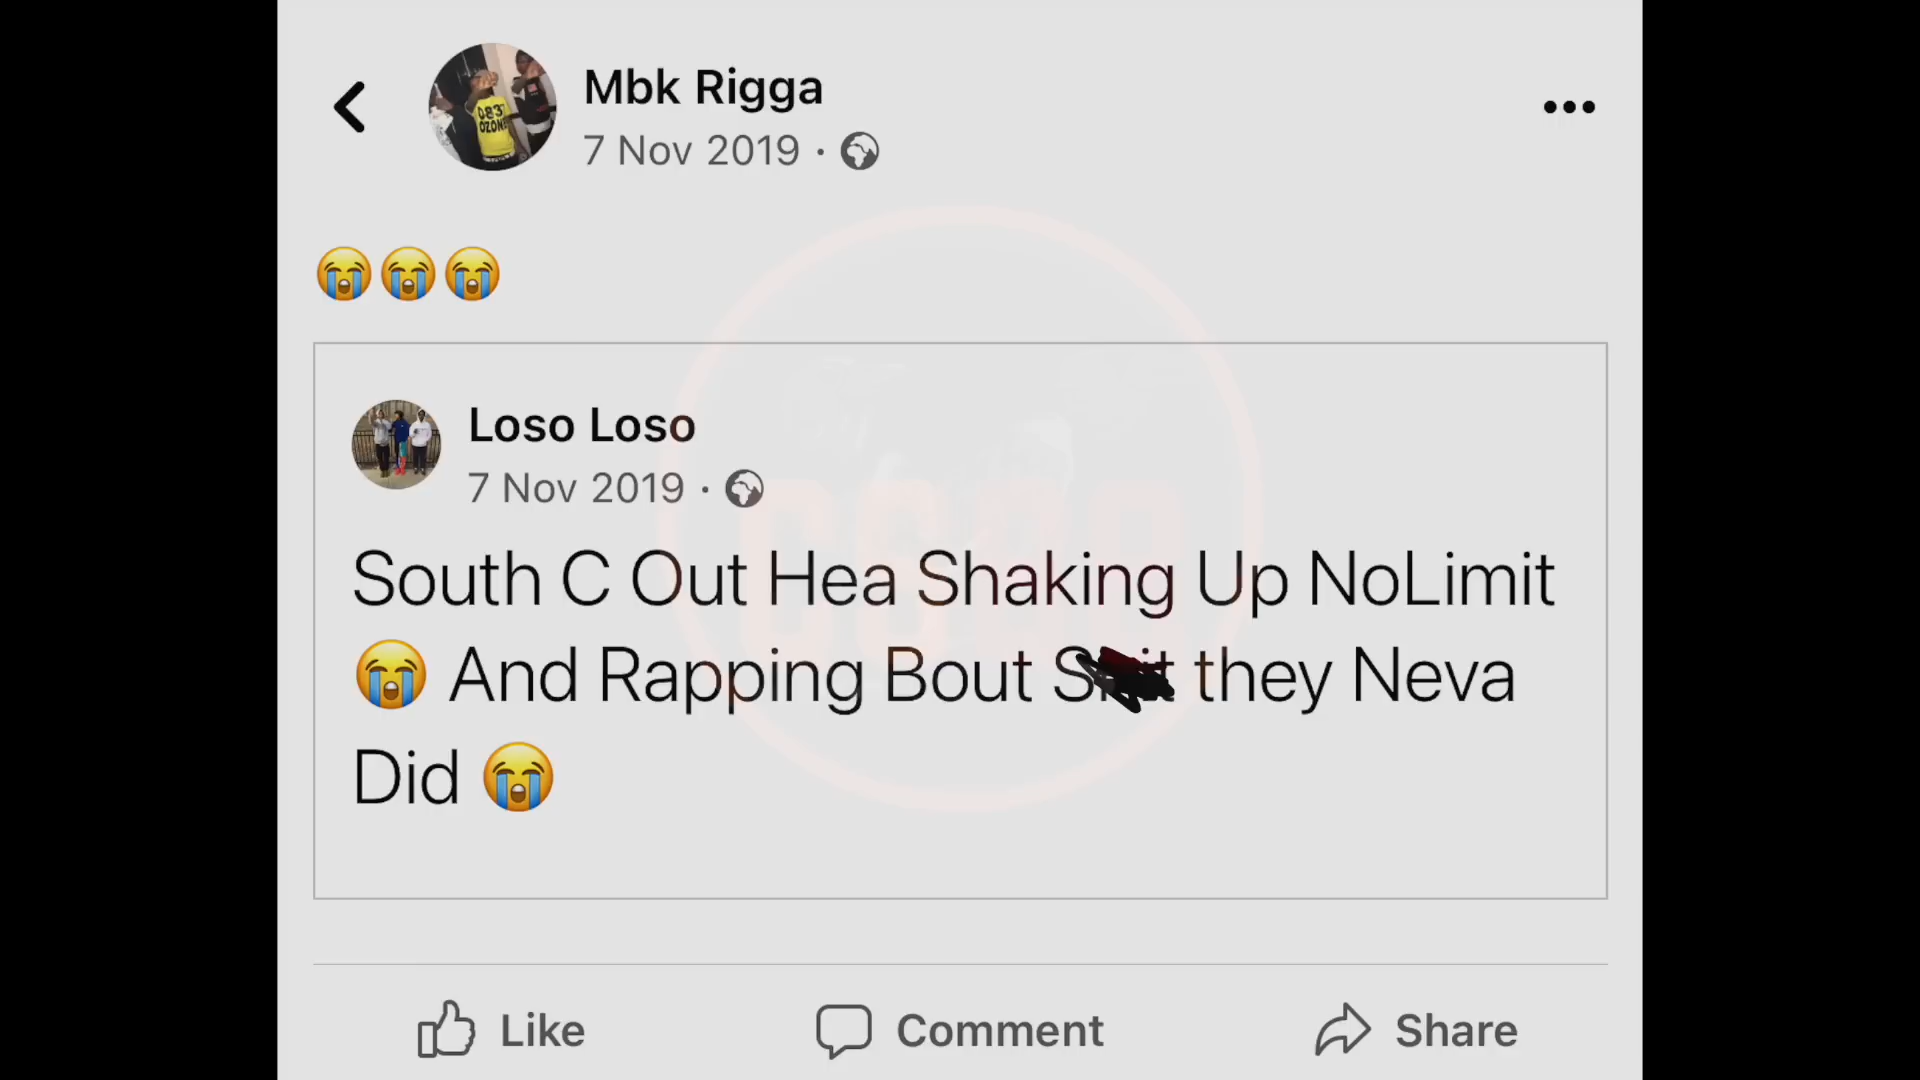 Mbk Rigga
7 Nov 2019 ·
😭😭😭
Loso Loso
7 Nov 2019 ·
South C Out Hea Shaking Up NoLimit
😭 And Rapping Bout they Neva
Did 😭
Like
Comment
Share